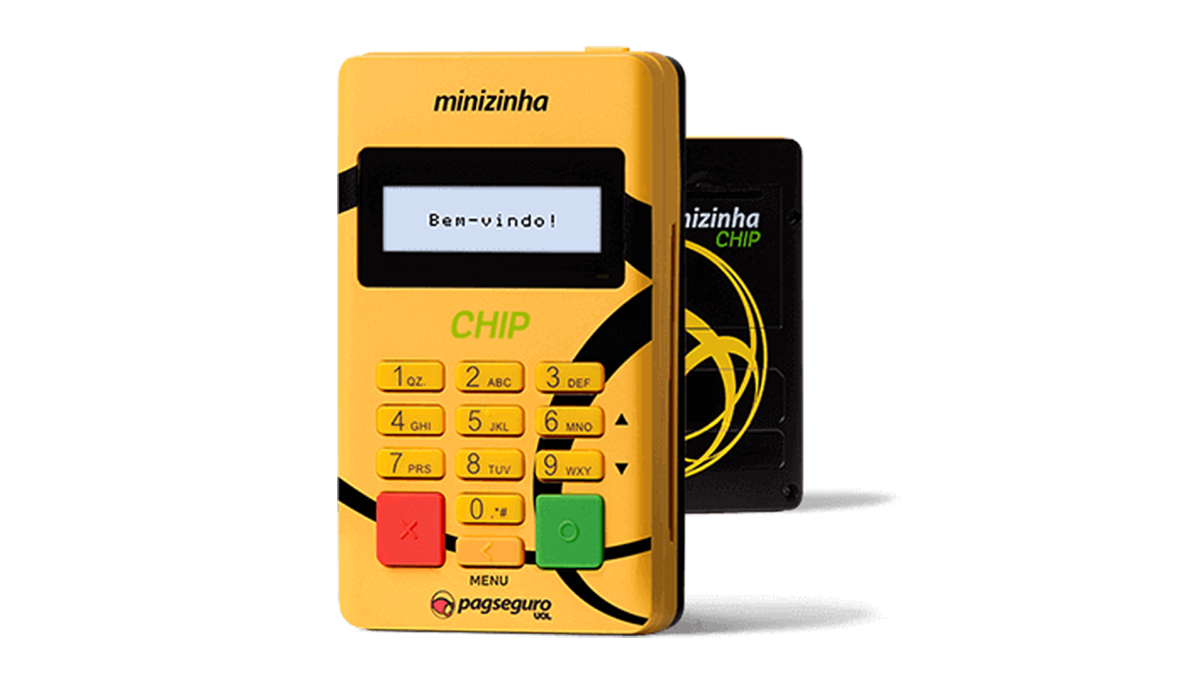 minizinha
Bem-vindo!
CHIP
1 QZ. 2 ABC 3 DEF
4 GHI 5 JKL 6 MNO
7 PRS 8 TUV 9 WXY
0 .*#
MENU
pagseguro
UOL
nizinha
CHIP